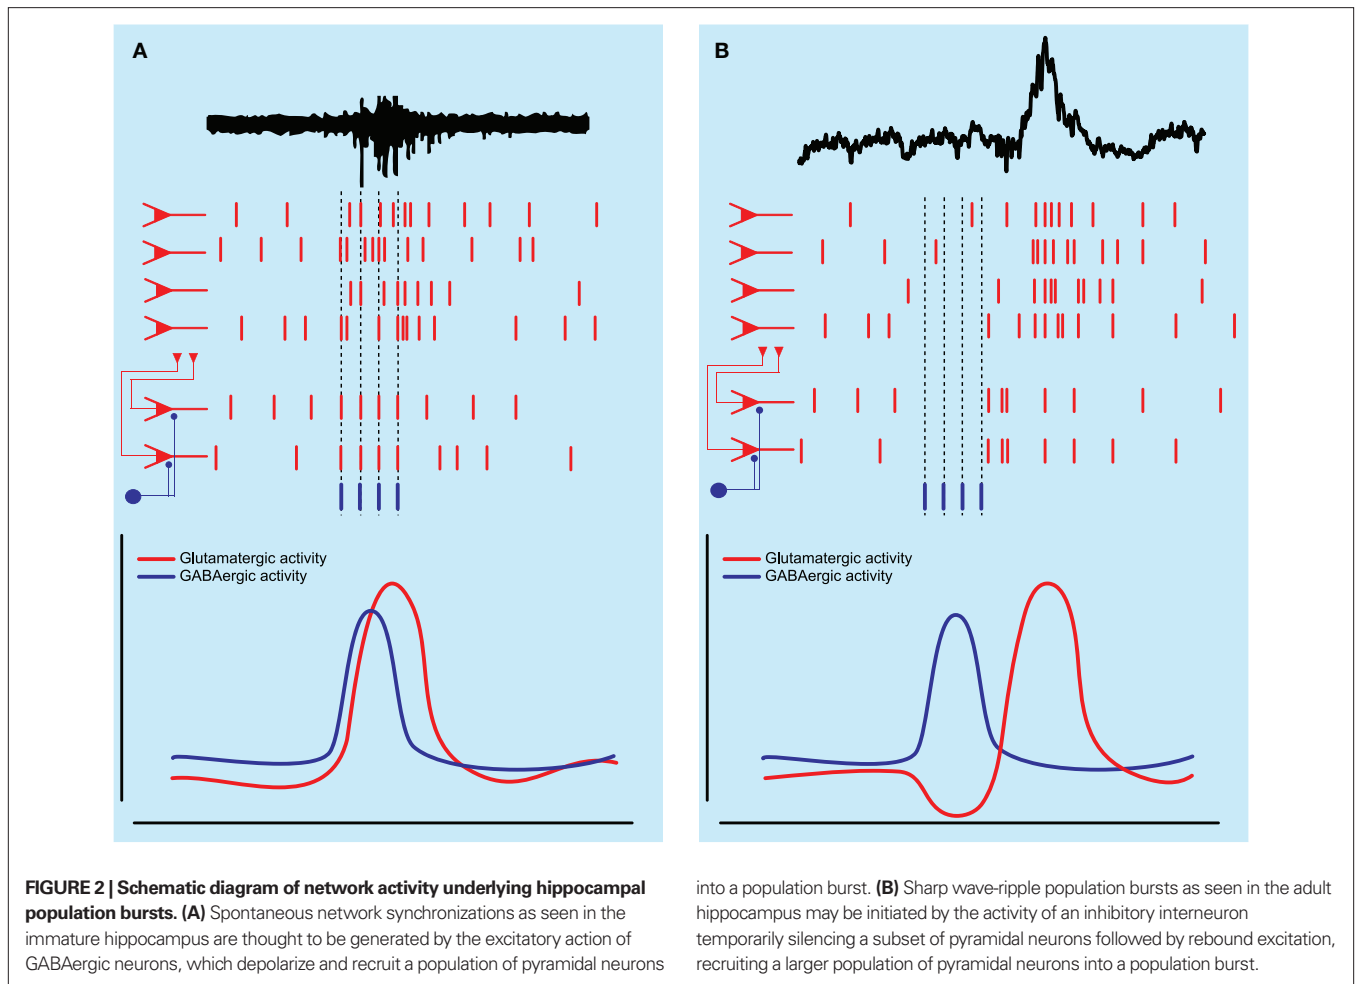 A
B
Glutamatergic activity
GABAergic activity
Glutamatergic activity
GABAergic activity
FIGURE 2 | Schematic diagram of network activity underlying hippocampal
population bursts. (A) Spontaneous network synchronizations as seen in the
immature hippocampus are thought to be generated by the excitatory action of
GABAergic neurons, which depolarize and recruit a population of pyramidal neurons
into a population burst. (B) Sharp wave-ripple population bursts as seen in the adult
hippocampus may be initiated by the activity of an inhibitory interneuron
temporarily silencing a subset of pyramidal neurons followed by rebound excitation,
recruiting a larger population of pyramidal neurons into a population burst.